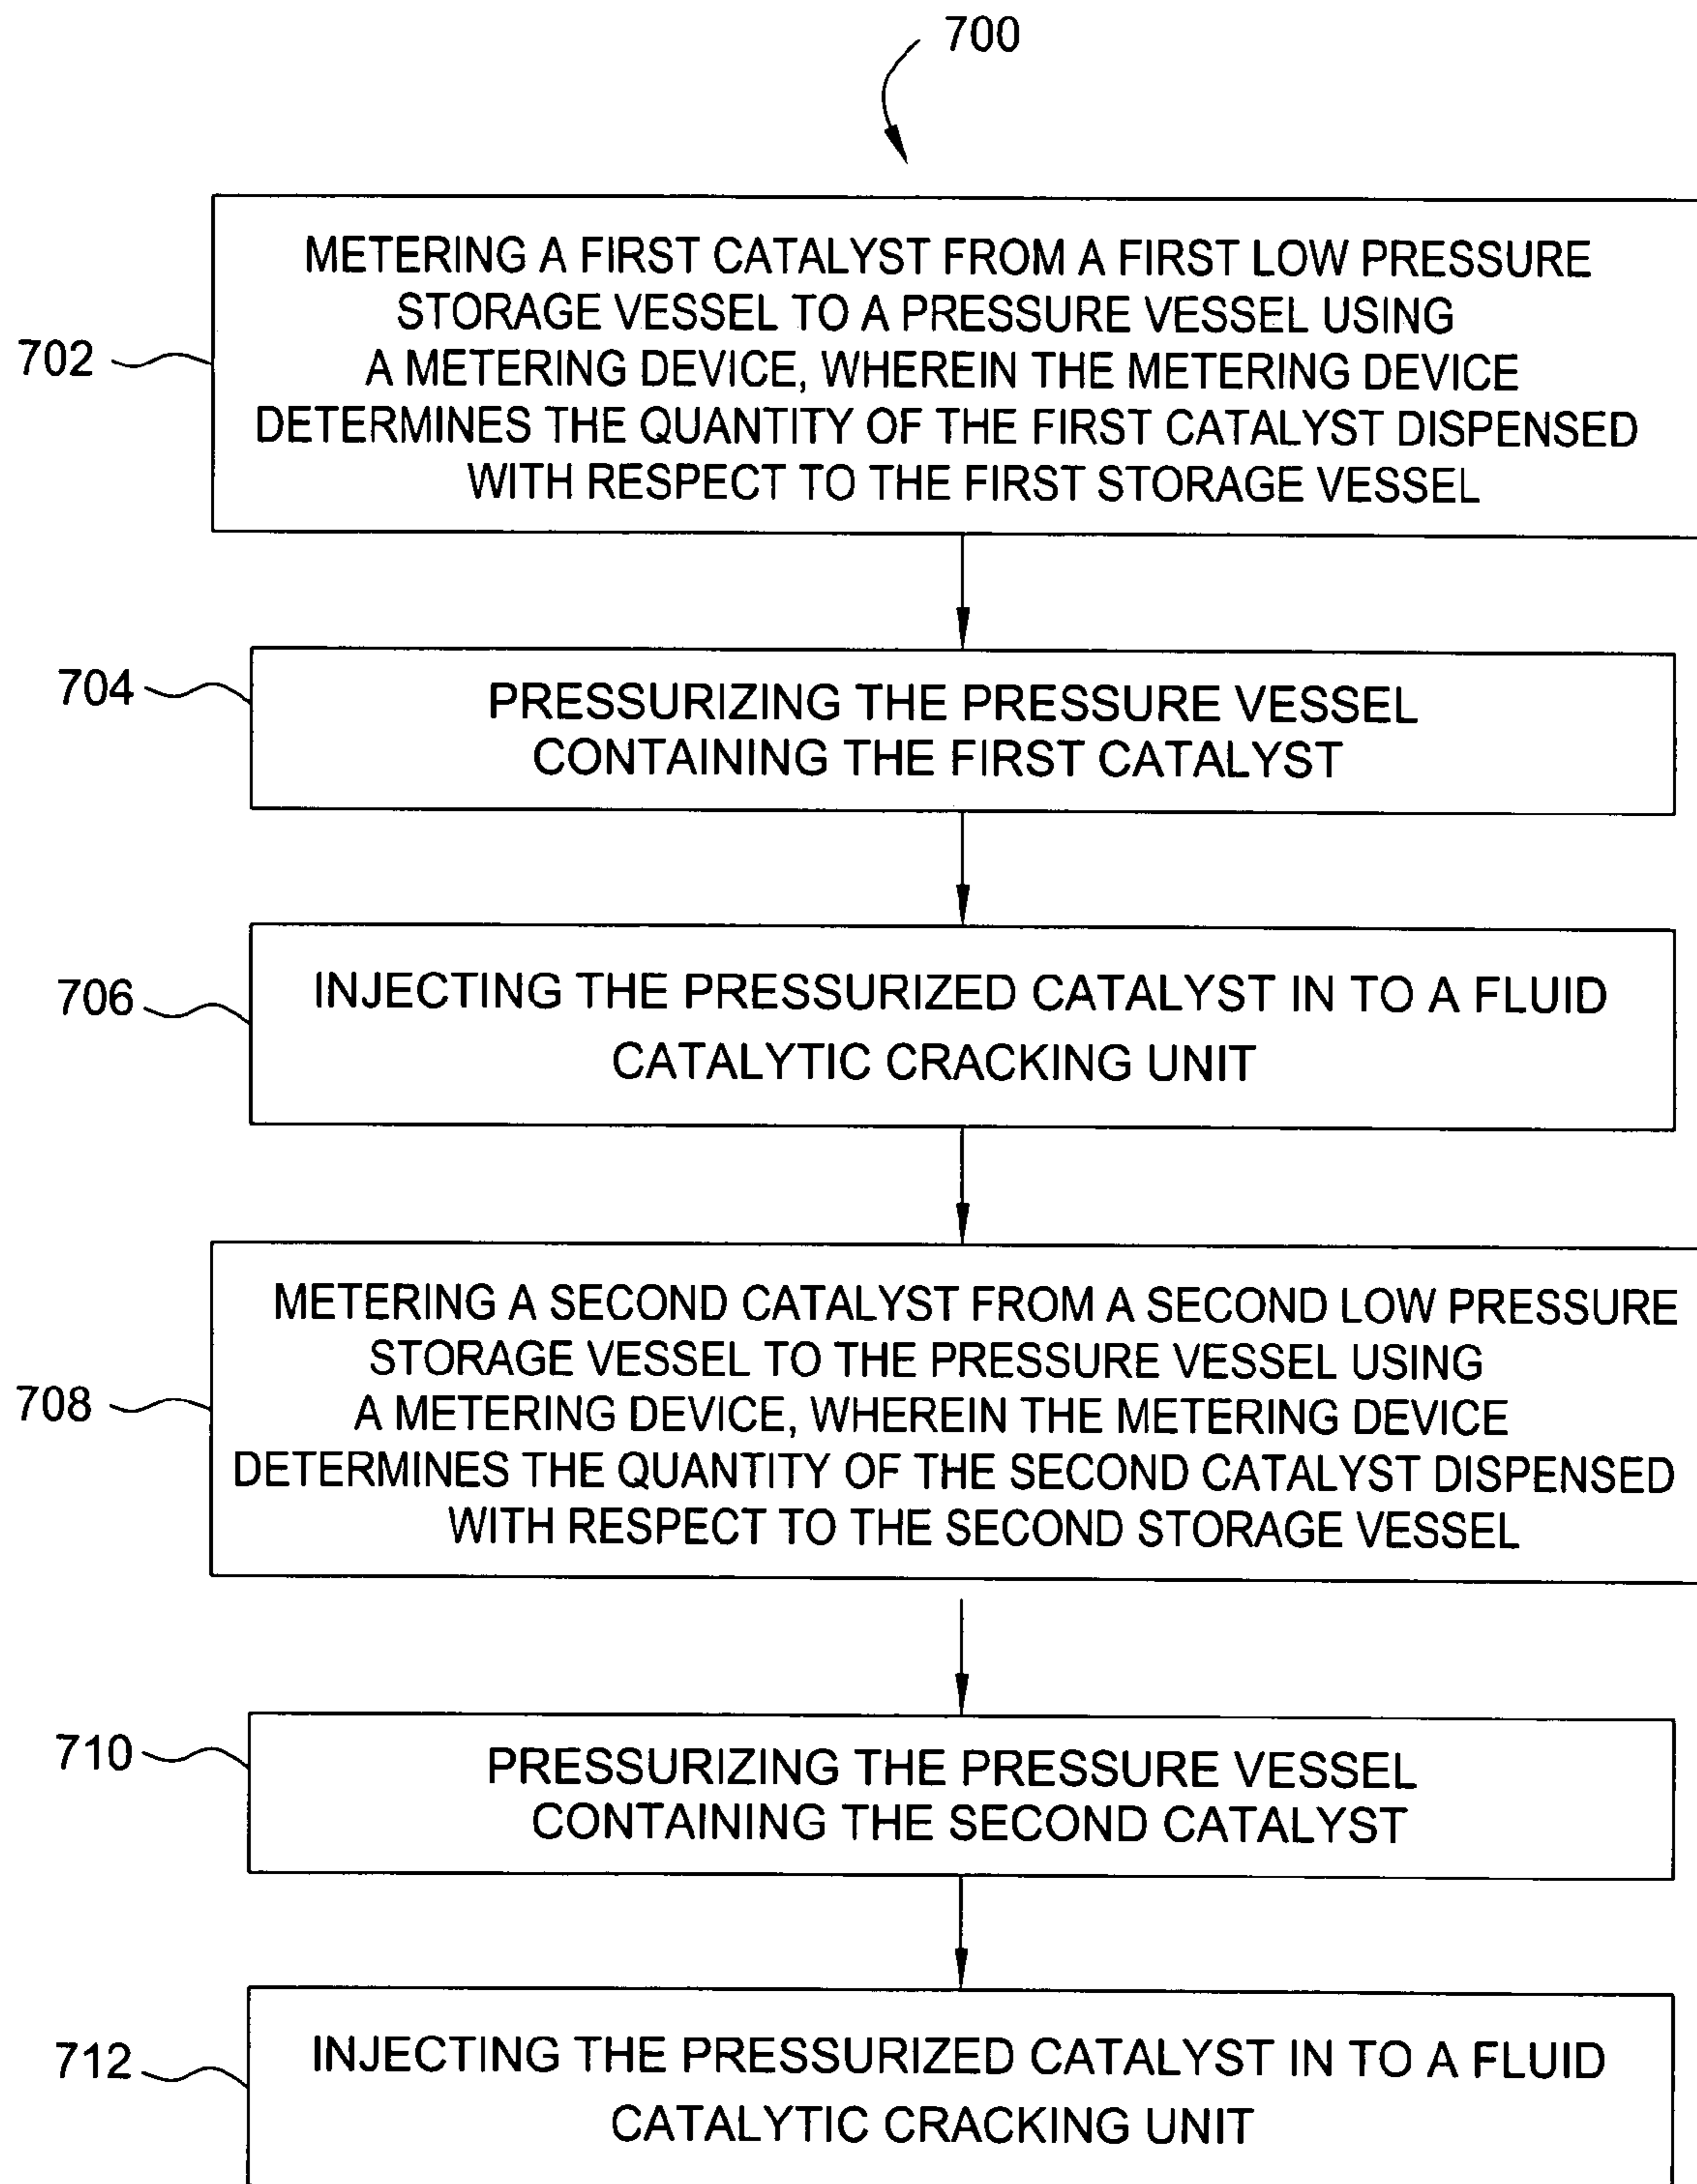 700
702
METERING A FIRST CATALYST FROM A FIRST LOW PRESSURE
STORAGE VESSEL TO A PRESSURE VESSEL USING
A METERING DEVICE, WHEREIN THE METERING DEVICE
DETERMINES THE QUANTITY OF THE FIRST CATALYST DISPENSED
WITH RESPECT TO THE FIRST STORAGE VESSEL
704
PRESSURIZING THE PRESSURE VESSEL
CONTAINING THE FIRST CATALYST
706
INJECTING THE PRESSURIZED CATALYST IN TO A FLUID
CATALYTIC CRACKING UNIT
708
METERING A SECOND CATALYST FROM A SECOND LOW PRESSURE
STORAGE VESSEL TO THE PRESSURE VESSEL USING
A METERING DEVICE, WHEREIN THE METERING DEVICE
DETERMINES THE QUANTITY OF THE SECOND CATALYST DISPENSED
WITH RESPECT TO THE SECOND STORAGE VESSEL
710
PRESSURIZING THE PRESSURE VESSEL
CONTAINING THE SECOND CATALYST
712
INJECTING THE PRESSURIZED CATALYST IN TO A FLUID
CATALYTIC CRACKING UNIT